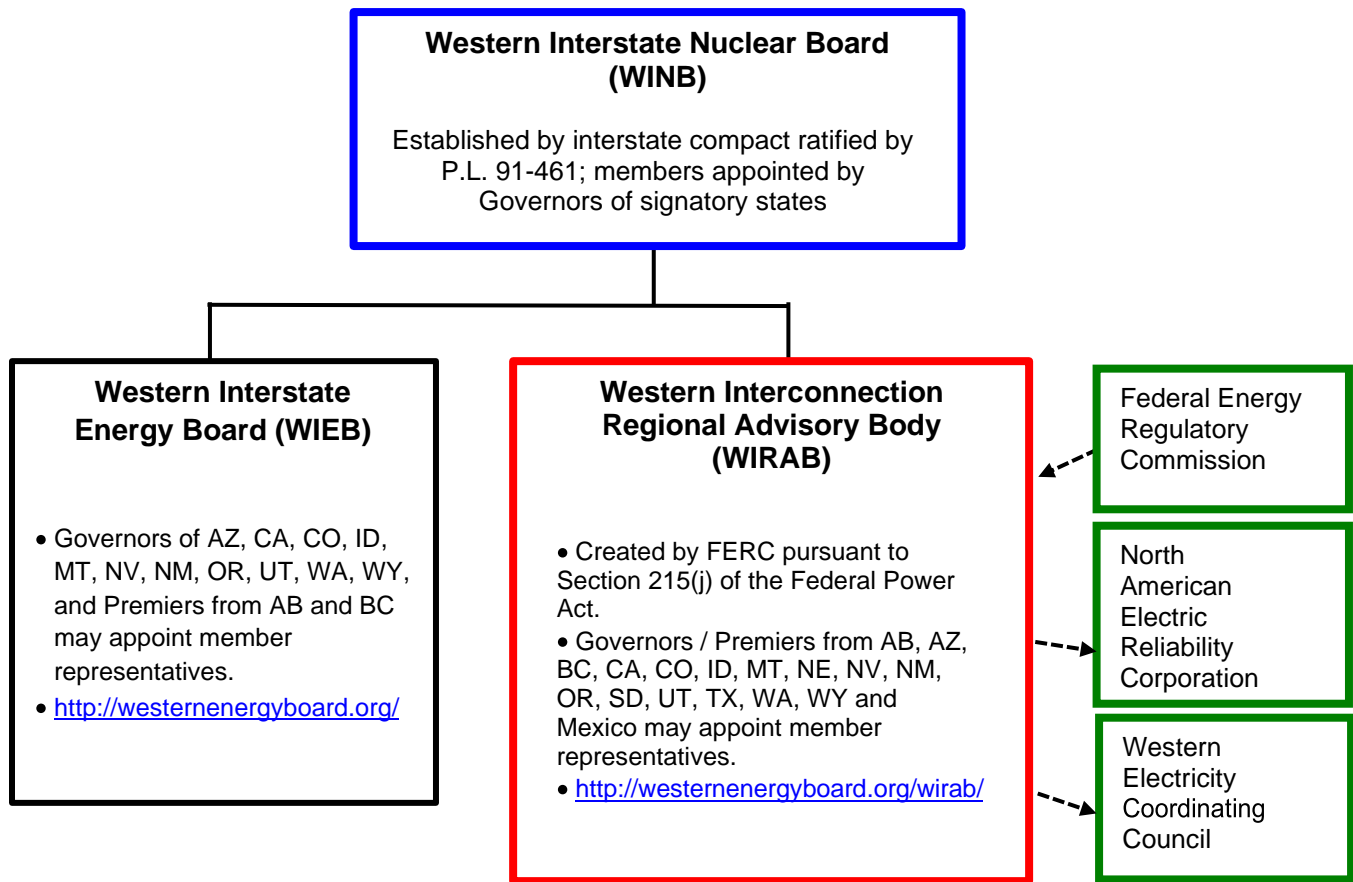 Western Interstate Nuclear Board
(WINB)
Established by interstate compact ratified by
P.L. 91-461; members appointed by
Governors of signatory states
Western Interstate
Energy Board (WIEB)
• Governors of AZ, CA, CO, ID,
MT, NV, NM, OR, UT, WA, WY,
and Premiers from AB and BC
may appoint member
representatives.
• http://westernenergyboard.org/
Western Interconnection
Regional Advisory Body
(WIRAB)
• Created by FERC pursuant to
Section 215(j) of the Federal Power
Act.
• Governors / Premiers from AB, AZ,
BC, CA, CO, ID, MT, NE, NV, NM,
OR, SD, UT, TX, WA, WY and
Mexico may appoint member
representatives.
• http://westernenergyboard.org/wirab/
Federal Energy
Regulatory
Commission
North
American
Electric
Reliability
Corporation
Western
Electricity
Coordinating
Council